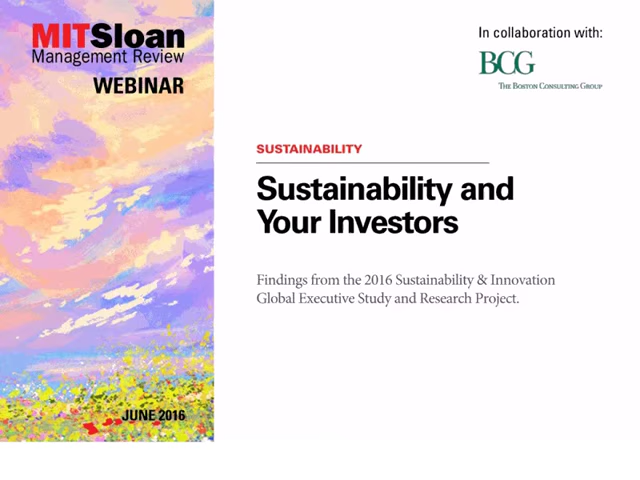 MITSloan
Management Review
WEBINAR
In collaboration with:
BCG
THE BOSTON CONSULTING GROUP
SUSTAINABILITY
Sustainability and
Your Investors
Findings from the 2016 Sustainability & Innovation
Global Executive Study and Research Project.
JUNE 2016